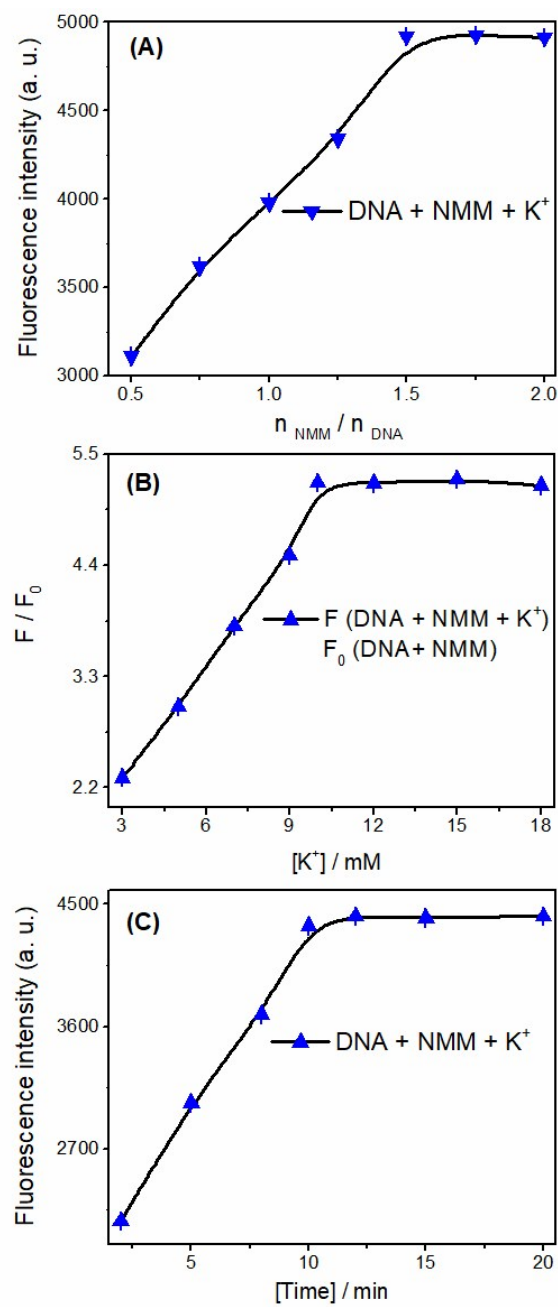 (A)
Fluorescence intensity (a. u.)
5000
4500
4000
3500
3000
DNA + NMM + K⁺
0.5 1.0 1.5 2.0
n NMM / n DNA
(B)
F / F₀
5.5
4.4
3.3
2.2
F (DNA + NMM + K⁺)
F₀ (DNA+ NMM)
3 6 9 12 15 18
[K⁺] / mM
(C)
Fluorescence intensity (a. u.)
4500
3600
2700
DNA + NMM + K⁺
5 10 15 20
[Time] / min